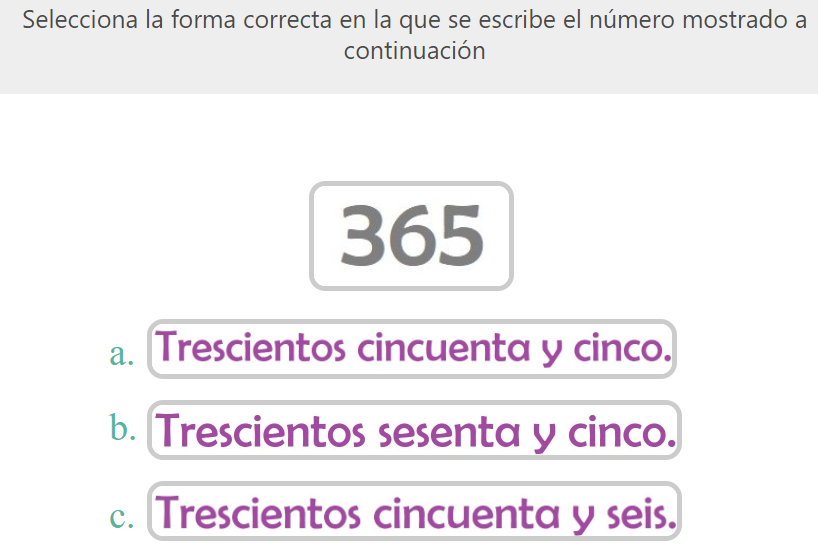 Selecciona la forma correcta en la que se escribe el número mostrado a
continuación
365
a. Trescientos cincuenta y cinco.
b. Trescientos sesenta y cinco.
c. Trescientos cincuenta y seis.